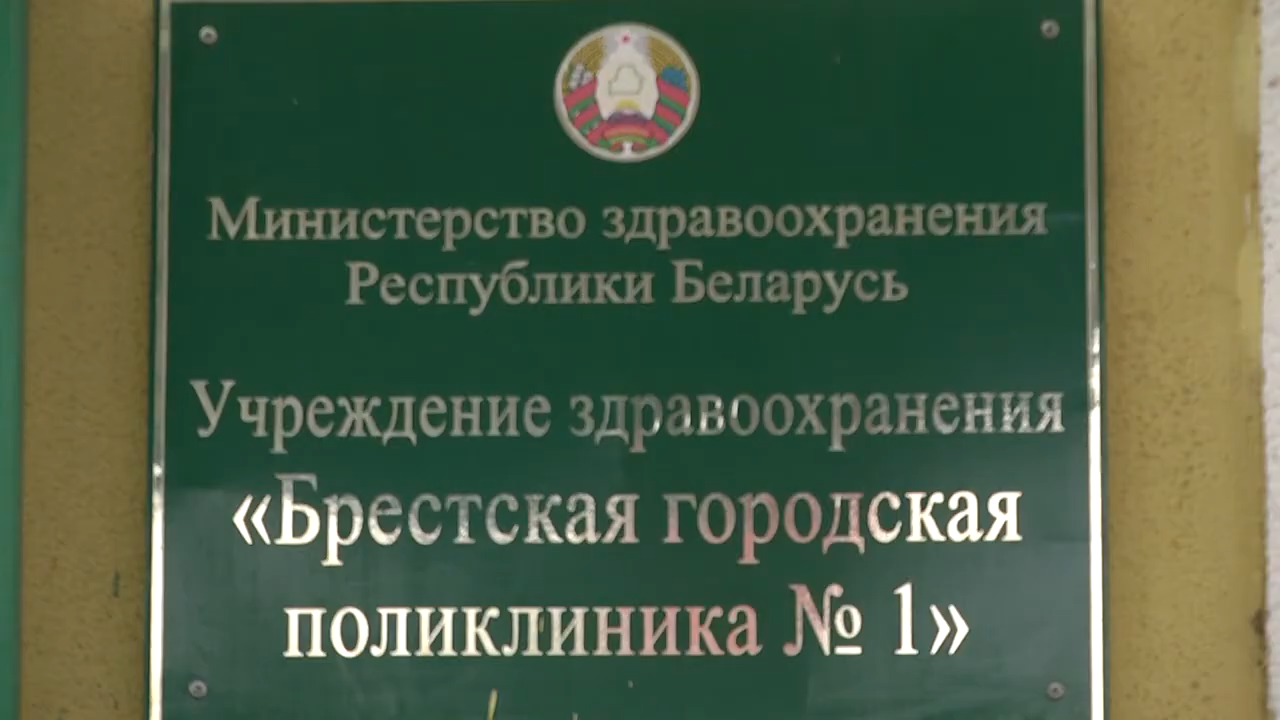 Министерство здравоохранения
Республики Беларусь
Учреждение здравоохранения
«Брестская городская
поликлиника № 1»